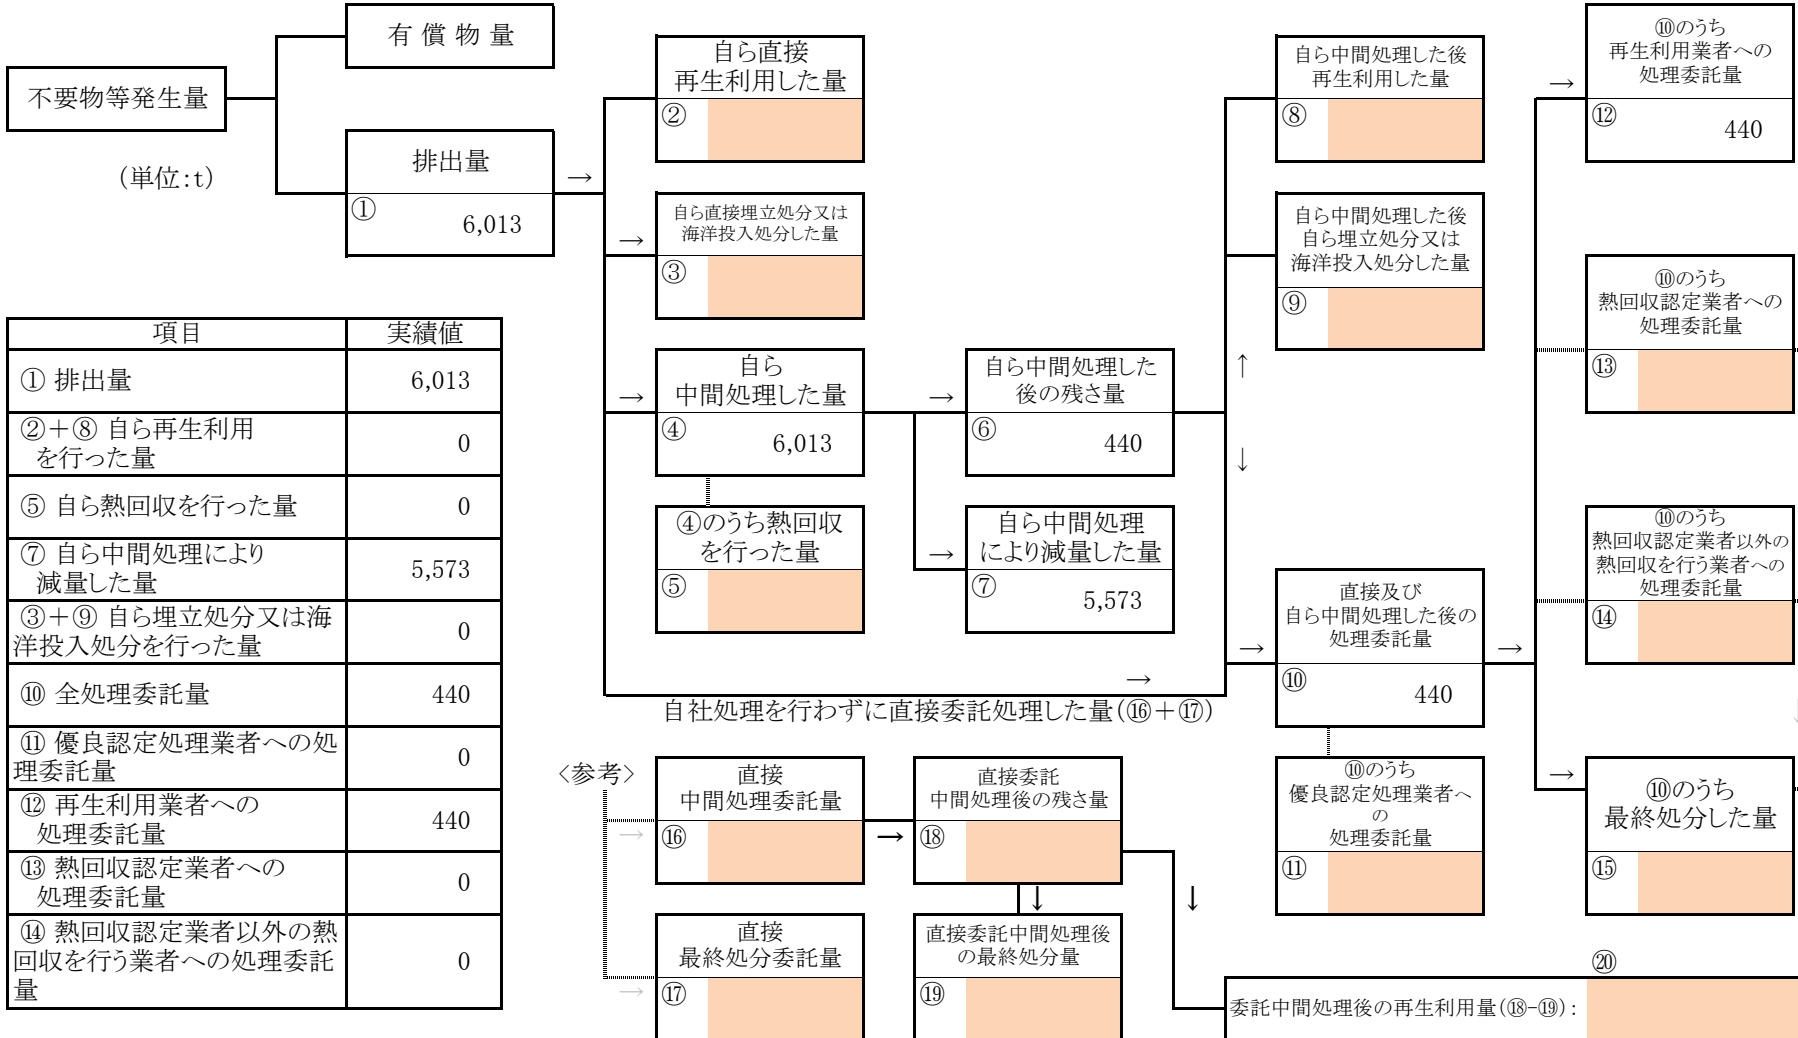 有 償 物 量
不要物等発生量
(単位:t)
排出量
①
6,013
→
自ら直接
再生利用した量
②
→
自ら直接埋立処分又は
海洋投入処分した量
③
→
自ら
中間処理した量
④
6,013
④のうち熱回収
を行った量
⑤
→
自ら中間処理した
後の残さ量
⑥
440
→
自ら中間処理
により減量した量
⑦
5,573
↑
↓
自ら中間処理した後
再生利用した量
⑧
自ら中間処理した後
自ら埋立処分又は
海洋投入処分した量
⑨
→
自社処理を行わずに直接委託処理した量(⑯+⑰)
→
直接及び
自ら中間処理した後の
処理委託量
⑩
440
⑩のうち
優良認定処理業者へ
の
処理委託量
⑪
→
→
⑩のうち
再生利用業者への
処理委託量
⑫
440
⑩のうち
熱回収認定業者への
処理委託量
⑬
⑩のうち
熱回収認定業者以外の
熱回収を行う業者への
処理委託量
⑭
↓
→
⑩のうち
最終処分した量
⑮
項目 実績値
① 排出量 6,013
②+⑧ 自ら再生利用
を行った量 0
⑤ 自ら熱回収を行った量 0
⑦ 自ら中間処理により
減量した量 5,573
③+⑨ 自ら埋立処分又は海
洋投入処分を行った量 0
⑩ 全処理委託量 440
⑪ 優良認定処理業者への処
理委託量 0
⑫ 再生利用業者への
処理委託量 440
⑬ 熱回収認定業者への
処理委託量 0
⑭ 熱回収認定業者以外の熱
回収を行う業者への処理委託
量 0
<参考>
→
直接
中間処理委託量
⑯
→
直接委託
中間処理後の残さ量
⑱
↓
↓
→
直接
最終処分委託量
⑰
直接委託中間処理後
の最終処分量
⑲
⑳
委託中間処理後の再生利用量(⑱-⑲):